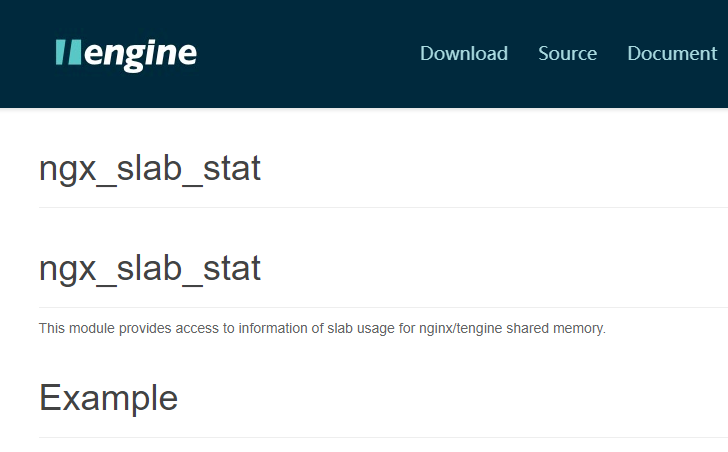 engine
Download Source Document
ngx_slab_stat
ngx_slab_stat
This module provides access to information of slab usage for nginx/tengine shared memory.
Example